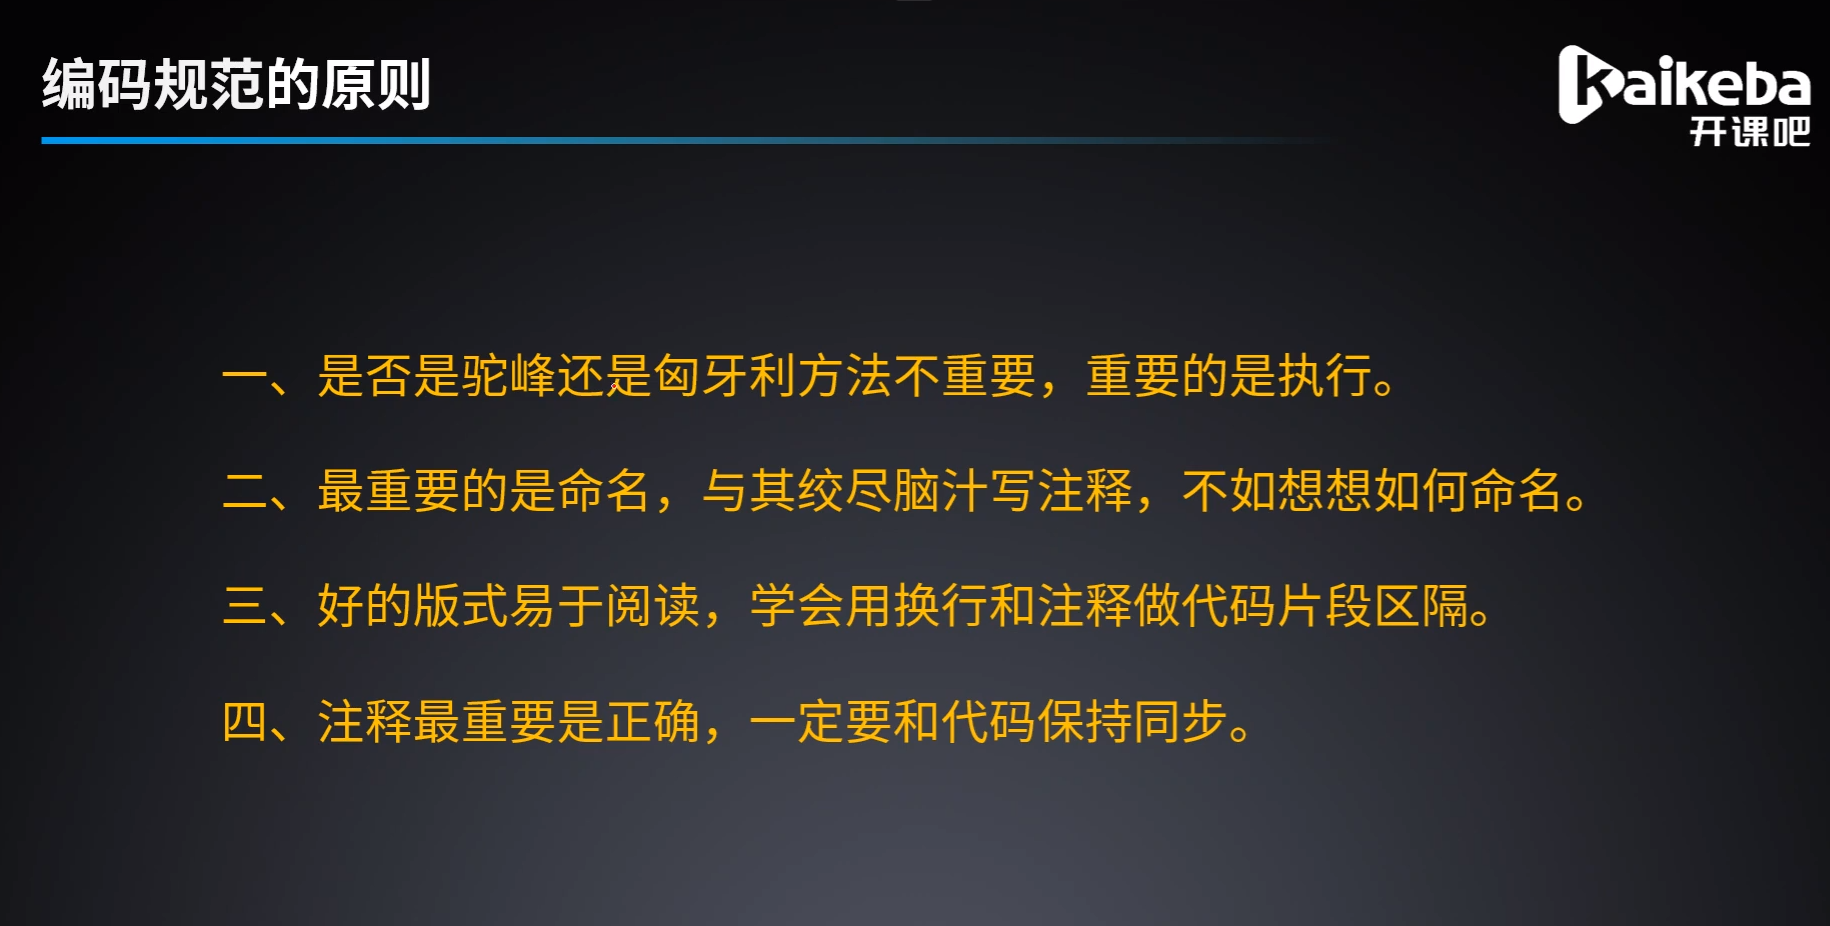 编码规范的原则
Kaikeba
开课吧
一、是否是驼峰还是匈牙利方法不重要，重要的是执行。
二、最重要的是命名，与其绞尽脑汁写注释，不如想想如何命名。
三、好的版式易于阅读，学会用换行和注释做代码片段区隔。
四、注释最重要是正确，一定要和代码保持同步。